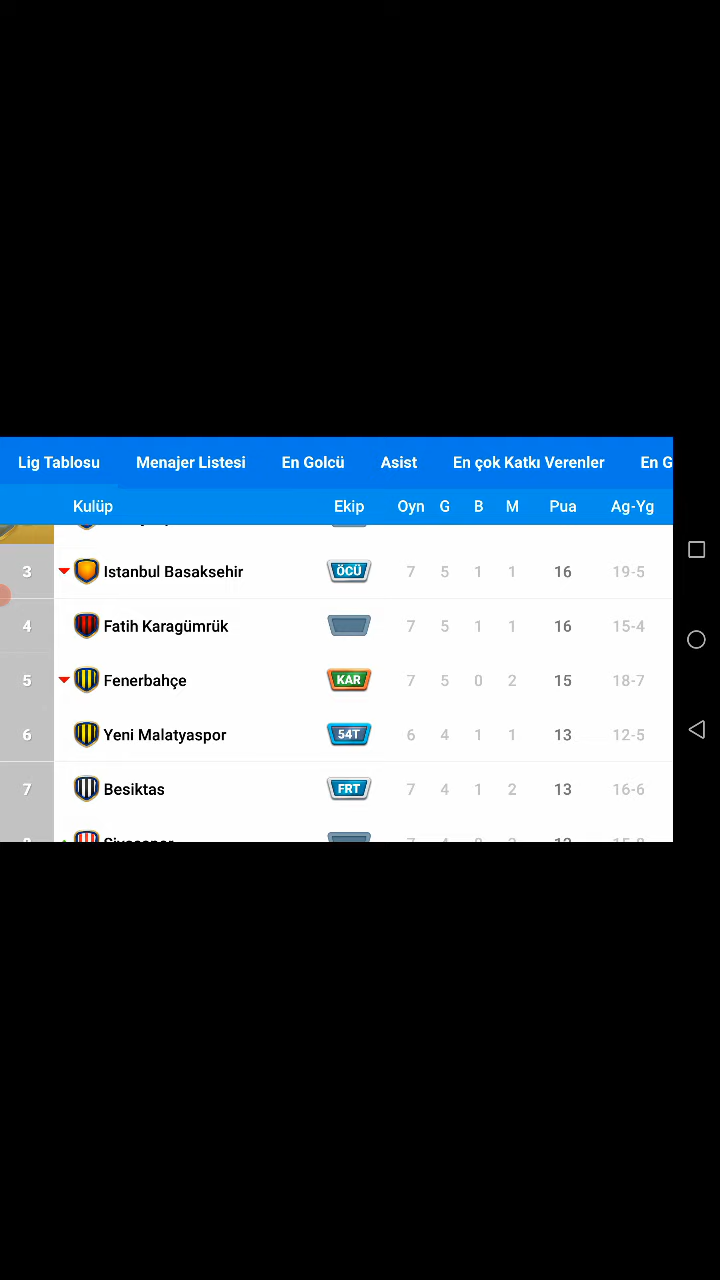 Lig Tablosu Menajer Listesi En Golcü Asist En çok Katkı Verenler En G
Kulüp Ekip Oyn G B M Pua Ag-Yg
3 Istanbul Basaksehir ÖCÜ 7 5 1 1 16 19-5
4 Fatih Karagümrük 7 5 1 1 16 15-4
5 Fenerbahçe KAR 7 5 0 2 15 18-7
6 Yeni Malatyaspor 54T 6 4 1 1 13 12-5
7 Besiktas FRT 7 4 1 2 13 16-6